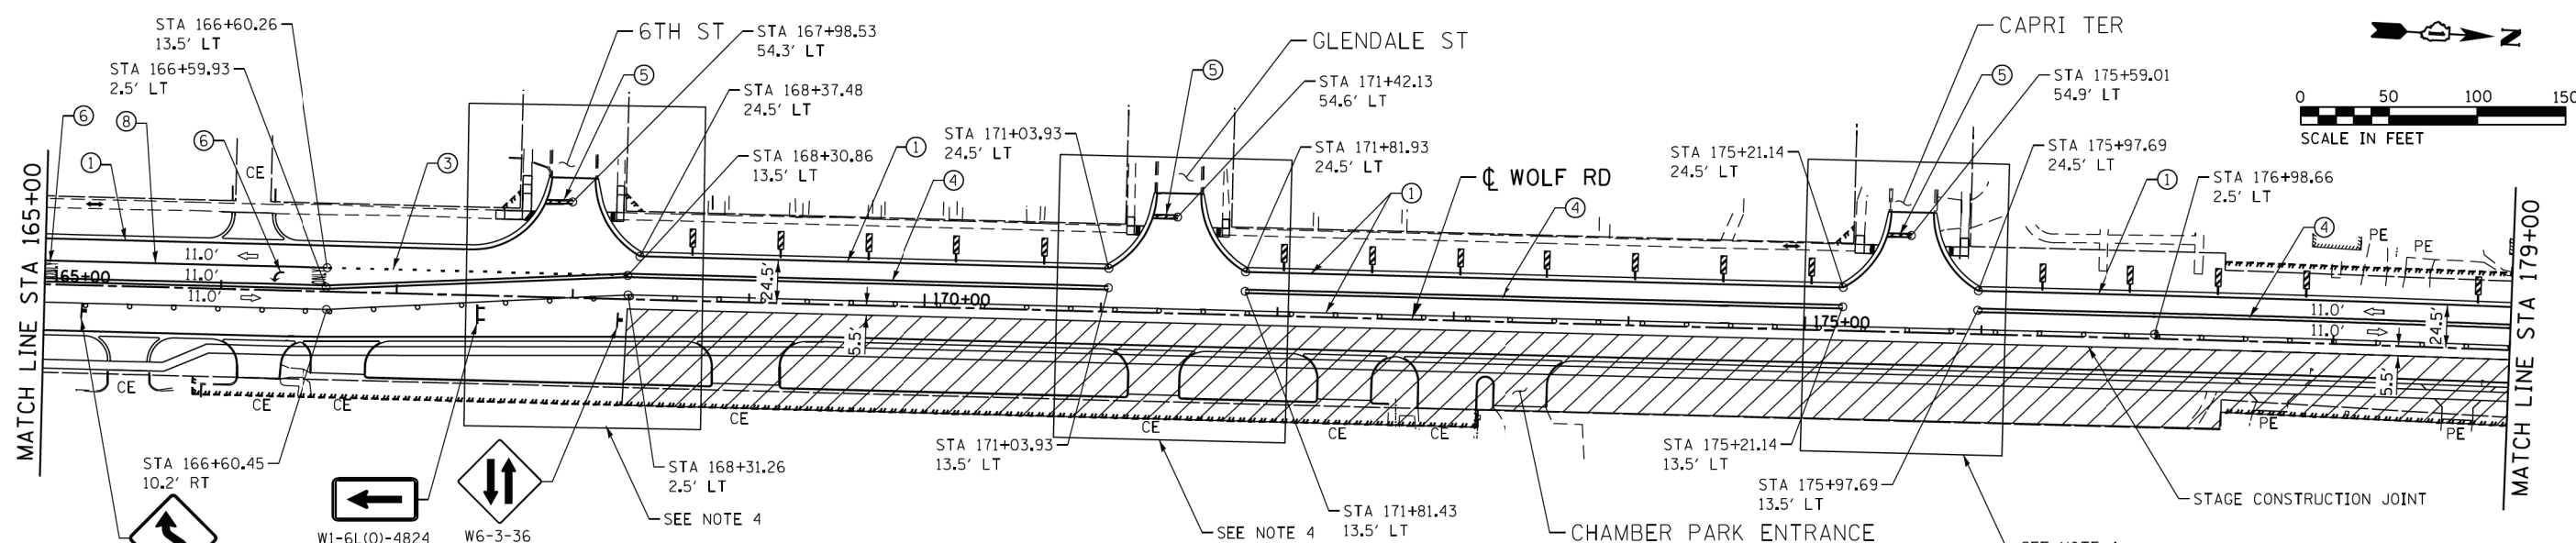 STA 166+60.26
13.5' LT
STA 166+59.93
2.5' LT
6TH ST
STA 167+98.53
54.3' LT
5
STA 168+37.48
24.5' LT
STA 168+30.86
13.5' LT
1
4
GLENDALE ST
5
STA 171+42.13
54.6' LT
STA 171+03.93
24.5' LT
STA 171+81.93
24.5' LT
1
4
℄ WOLF RD
CAPRI TER
5
STA 175+59.01
54.9' LT
STA 175+21.14
24.5' LT
STA 175+97.69
24.5' LT
1
STA 176+98.66
2.5' LT
4
N
0 50 100 150
SCALE IN FEET
6
8
1
6
3
CE
PE
PE
11.0'
11.0'
11.0'
165+00
24.5'
5.5'
170+00
175+00
11.0'
11.0'
24.5'
5.5'
MATCH LINE STA 165+00
MATCH LINE STA 179+00
CE
CE
CE
CE
CE
CE
CE
PE
PE
STA 166+60.45
10.2' RT
W1-6L(O)-4824
W6-3-36
STA 168+31.26
2.5' LT
SEE NOTE 4
STA 171+03.93
13.5' LT
SEE NOTE 4
STA 171+81.43
13.5' LT
CHAMBER PARK ENTRANCE
STA 175+21.14
13.5' LT
STA 175+97.69
13.5' LT
STAGE CONSTRUCTION JOINT